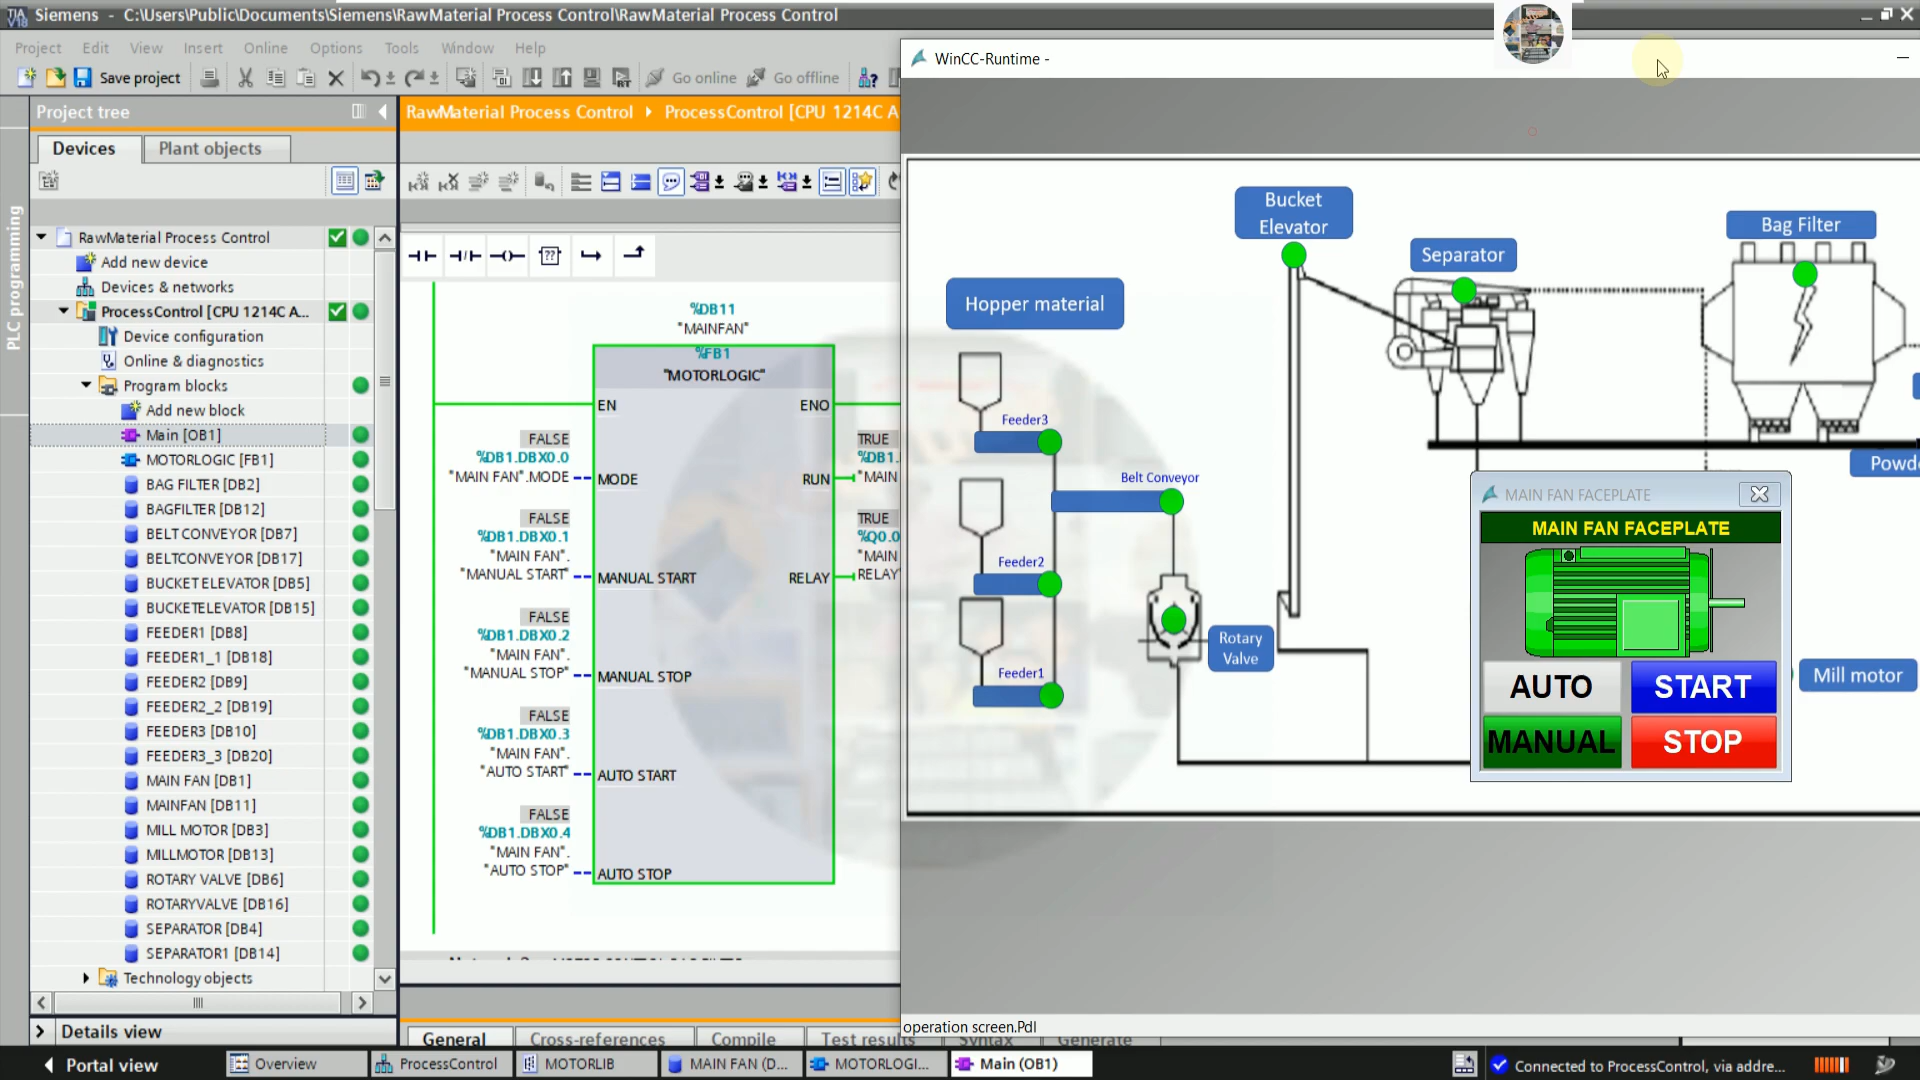 Siemens - C:\Users\Public\Documents\Siemens\RawMaterial Process Control\RawMaterial Process Control
Project Edit View Insert Online Options Tools Window Help
Save project
Go online
Go offline
Project tree
Devices
Plant objects
PLC programming
RawMaterial Process Control
Add new device
Devices & networks
ProcessControl [CPU 1214C A...
Device configuration
Online & diagnostics
Program blocks
Add new block
Main [OB1]
MOTORLOGIC [FB1]
BAG FILTER [DB2]
BAGFILTER [DB12]
BELT CONVEYOR [DB7]
BELTCONVEYOR [DB17]
BUCKET ELEVATOR [DB5]
BUCKETELEVATOR [DB15]
FEEDER1 [DB8]
FEEDER1_1 [DB18]
FEEDER2 [DB9]
FEEDER2_2 [DB19]
FEEDER3 [DB10]
FEEDER3_3 [DB20]
MAIN FAN [DB1]
MAINFAN [DB11]
MILL MOTOR [DB3]
MILLMOTOR [DB13]
ROTARY VALVE [DB6]
ROTARYVALVE [DB16]
SEPARATOR [DB4]
SEPARATOR1 [DB14]
Technology objects
Details view
RawMaterial Process Control
ProcessControl [CPU 1214C A
%DB11
"MAINFAN"
%FB1
"MOTORLOGIC"
EN
ENO
FALSE
%DB1.DBX0.0
"MAIN FAN".MODE
MODE
TRUE
%DB1.
"MAIN
RUN
FALSE
%DB1.DBX0.1
"MAIN FAN".
"MANUAL START"
MANUAL START
TRUE
%Q0.0
"MAIN
RELAY
RELAY
FALSE
%DB1.DBX0.2
"MAIN FAN".
"MANUAL STOP"
MANUAL STOP
FALSE
%DB1.DBX0.3
"MAIN FAN".
"AUTO START"
AUTO START
FALSE
%DB1.DBX0.4
"MAIN FAN".
"AUTO STOP"
AUTO STOP
General
Cross-references
Compile
Test results
Syntax
Generate
WinCC-Runtime -
Bucket
Elevator
Separator
Bag Filter
Hopper material
Feeder3
Belt Conveyor
Feeder2
Feeder1
Rotary
Valve
Powde
Mill motor
MAIN FAN FACEPLATE
MAIN FAN FACEPLATE
AUTO
START
MANUAL
STOP
operation screen.Pdl
Portal view
Overview
ProcessControl
MOTORLIB
MAIN FAN (D...
MOTORLOGI...
Main (OB1)
Connected to ProcessControl, via addre...